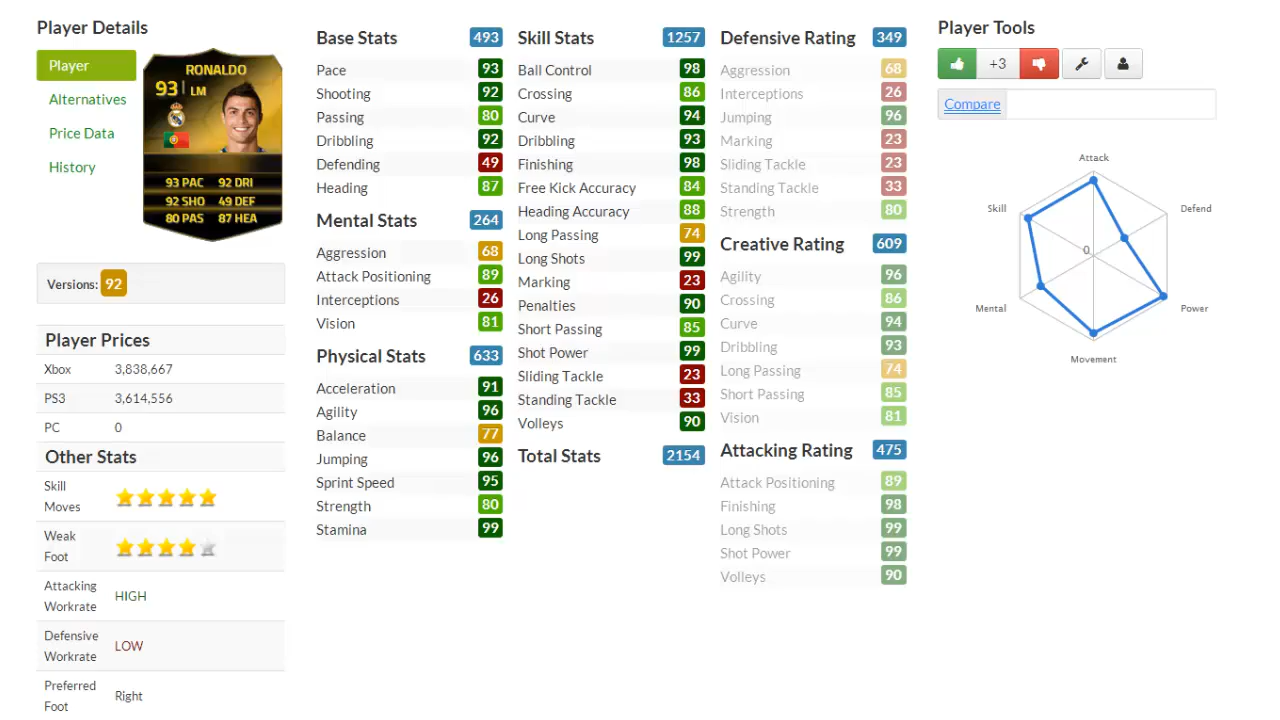 Player Details
Player
Alternatives
Price Data
History
RONALDO
93 LM
93 PAC 92 DRI
92 SHO 49 DEF
80 PAS 87 HEA
Versions: 92
Player Prices
Xbox 3,838,667
PS3 3,614,556
PC 0
Other Stats
Skill
Moves
Weak
Foot
Attacking
Workrate
HIGH
Defensive
Workrate
LOW
Preferred
Foot
Right
Base Stats 493
Pace 93
Shooting 92
Passing 80
Dribbling 92
Defending 49
Heading 87
Mental Stats 264
Aggression 68
Attack Positioning 89
Interceptions 26
Vision 81
Physical Stats 633
Acceleration 91
Agility 96
Balance 77
Jumping 96
Sprint Speed 95
Strength 80
Stamina 99
Skill Stats 1257
Ball Control 98
Crossing 86
Curve 94
Dribbling 93
Finishing 98
Free Kick Accuracy 84
Heading Accuracy 88
Long Passing 74
Long Shots 99
Marking 23
Penalties 90
Short Passing 85
Shot Power 99
Sliding Tackle 23
Standing Tackle 33
Volleys 90
Total Stats 2154
Defensive Rating 349
Aggression 68
Interceptions 26
Jumping 96
Marking 23
Sliding Tackle 23
Standing Tackle 33
Strength 80
Creative Rating 609
Agility 96
Crossing 86
Curve 94
Dribbling 93
Long Passing 74
Short Passing 85
Vision 81
Attacking Rating 475
Attack Positioning 89
Finishing 98
Long Shots 99
Shot Power 99
Volleys 90
Player Tools
+3
Compare
Attack
Skill
Defend
0
Mental
Power
Movement